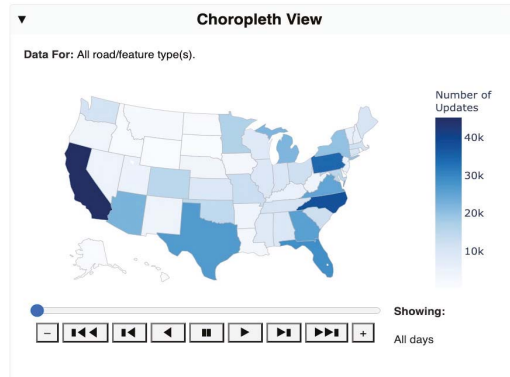 ▼ Choropleth View
Data For: All road/feature type(s).
Number of
Updates
40k
30k
20k
10k
Showing:
All days
− +